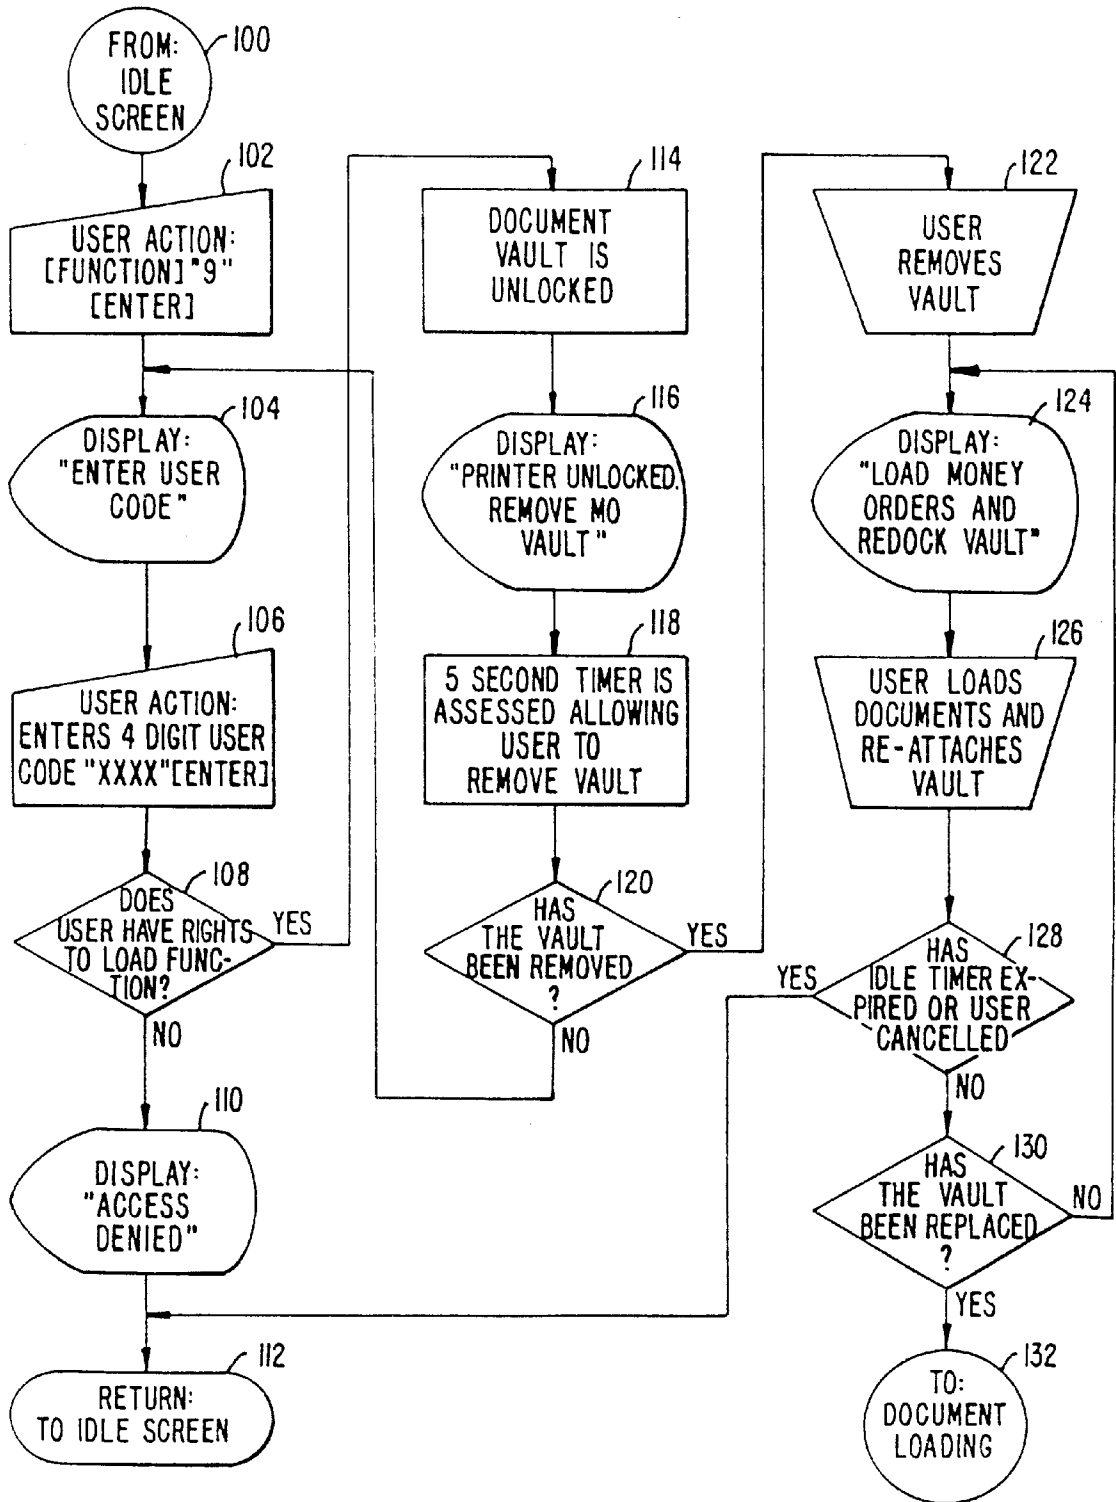 FROM:
IDLE
SCREEN
100
102
USER ACTION:
[FUNCTION] "9"
[ENTER]
104
DISPLAY:
"ENTER USER
CODE"
106
USER ACTION:
ENTERS 4 DIGIT USER
CODE "XXXX"[ENTER]
108
DOES
USER HAVE RIGHTS
TO LOAD FUNC-
TION?
YES
NO
110
DISPLAY:
"ACCESS
DENIED"
112
RETURN:
TO IDLE SCREEN
114
DOCUMENT
VAULT IS
UNLOCKED
116
DISPLAY:
"PRINTER UNLOCKED.
REMOVE MO
VAULT"
118
5 SECOND TIMER IS
ASSESSED ALLOWING
USER TO
REMOVE VAULT
120
HAS
THE VAULT
BEEN REMOVED
?
YES
NO
122
USER
REMOVES
VAULT
124
DISPLAY:
"LOAD MONEY
ORDERS AND
REDOCK VAULT"
126
USER LOADS
DOCUMENTS AND
RE-ATTACHES
VAULT
128
HAS
IDLE TIMER EX-
PIRED OR USER
CANCELLED
YES
NO
130
HAS
THE VAULT
BEEN REPLACED
?
NO
YES
132
TO:
DOCUMENT
LOADING